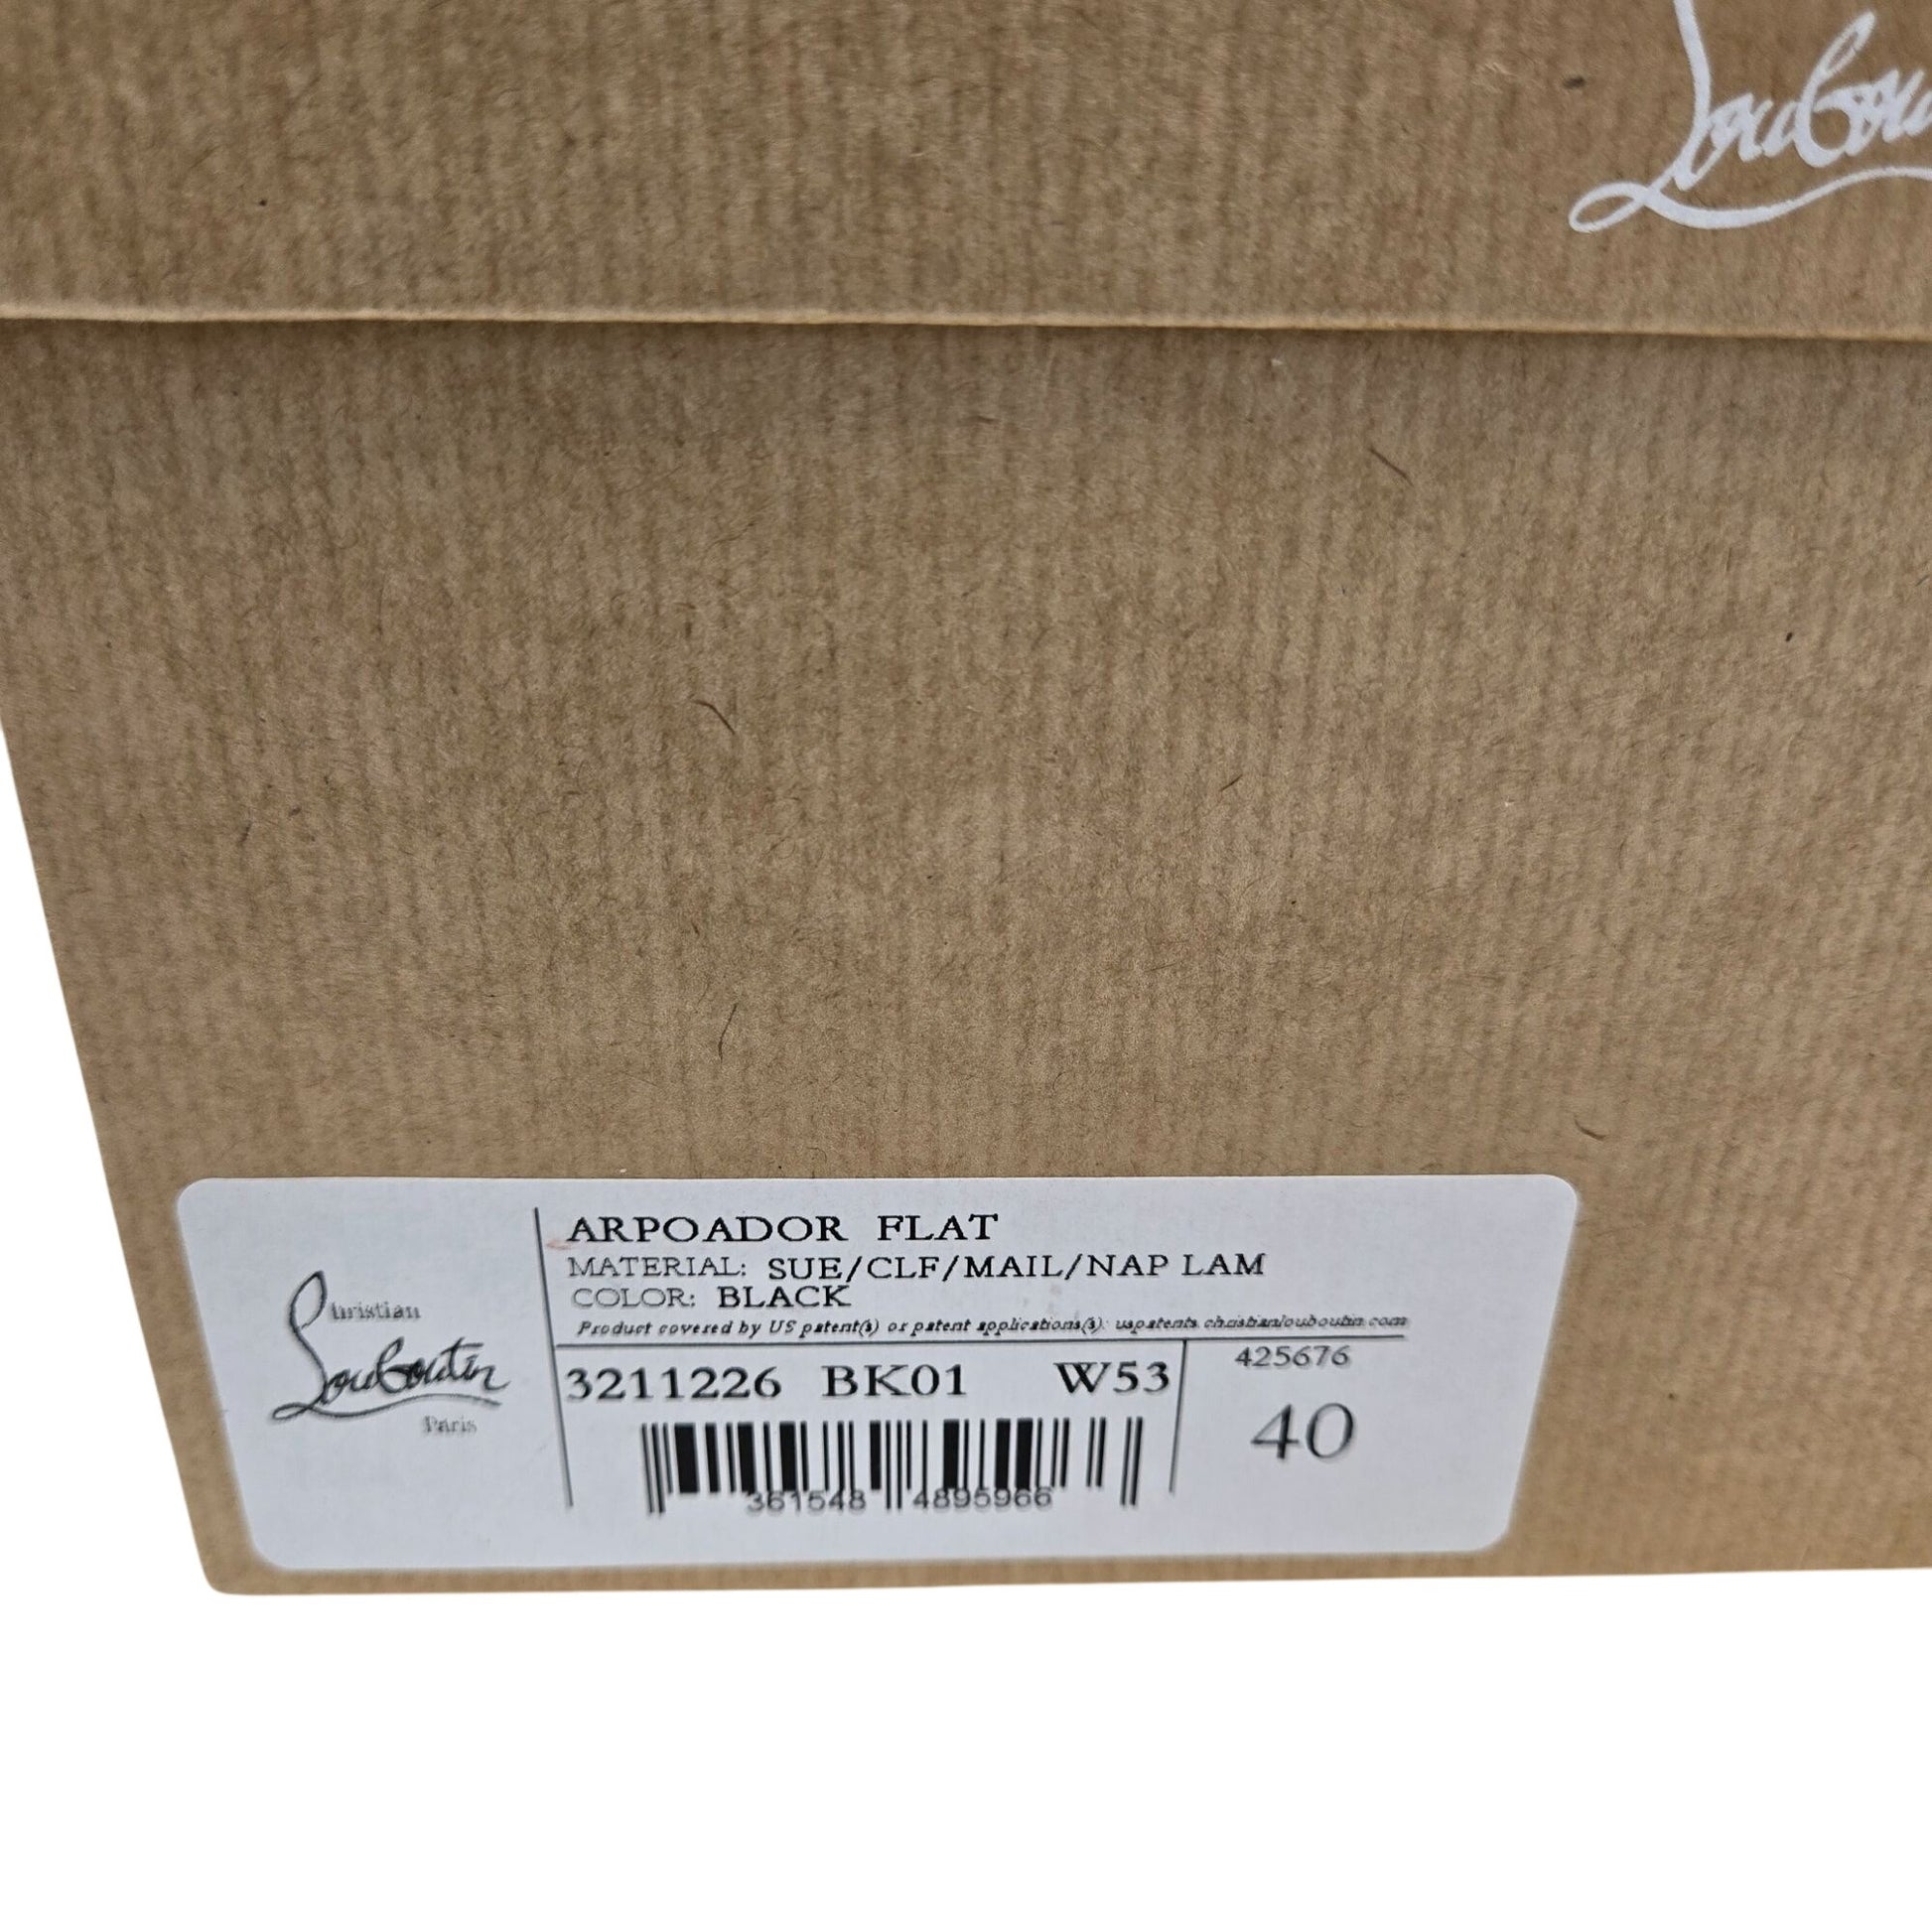 Loubou
ARPOADOR FLAT
MATERIAL: SUE/CLF/MAIL/NAP LAM
COLOR: BLACK
Product covered by US patent(s) or patent applications(s): uspatents.christianlouboutin.com
Christian
Louboutin
Paris
3211226 BK01 W53
425676
40
361548 4895966